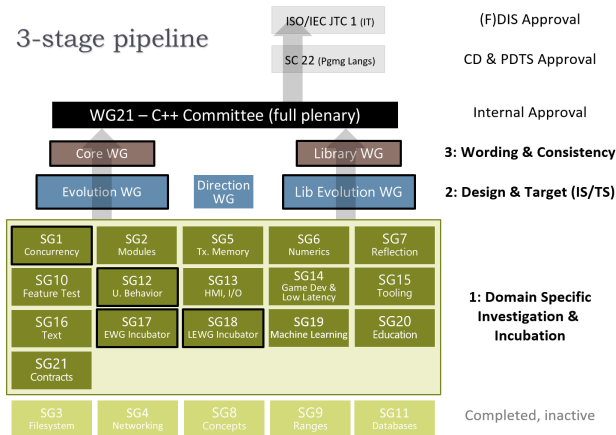 3-stage pipeline
ISO/IEC JTC 1 (IT)
(F)DIS Approval
SC 22 (Pgmg Langs)
CD & PDTS Approval
WG21 – C++ Committee (full plenary)
Internal Approval
Core WG
Library WG
3: Wording & Consistency
Evolution WG
Direction
WG
Lib Evolution WG
2: Design & Target (IS/TS)
SG1
Concurrency
SG2
Modules
SG5
Tx. Memory
SG6
Numerics
SG7
Reflection
SG10
Feature Test
SG12
U. Behavior
SG13
HMI, I/O
SG14
Game Dev &
Low Latency
SG15
Tooling
1: Domain Specific
Investigation &
Incubation
SG16
Text
SG17
EWG Incubator
SG18
LEWG Incubator
SG19
Machine Learning
SG20
Education
SG21
Contracts
SG3
Filesystem
SG4
Networking
SG8
Concepts
SG9
Ranges
SG11
Databases
Completed, inactive